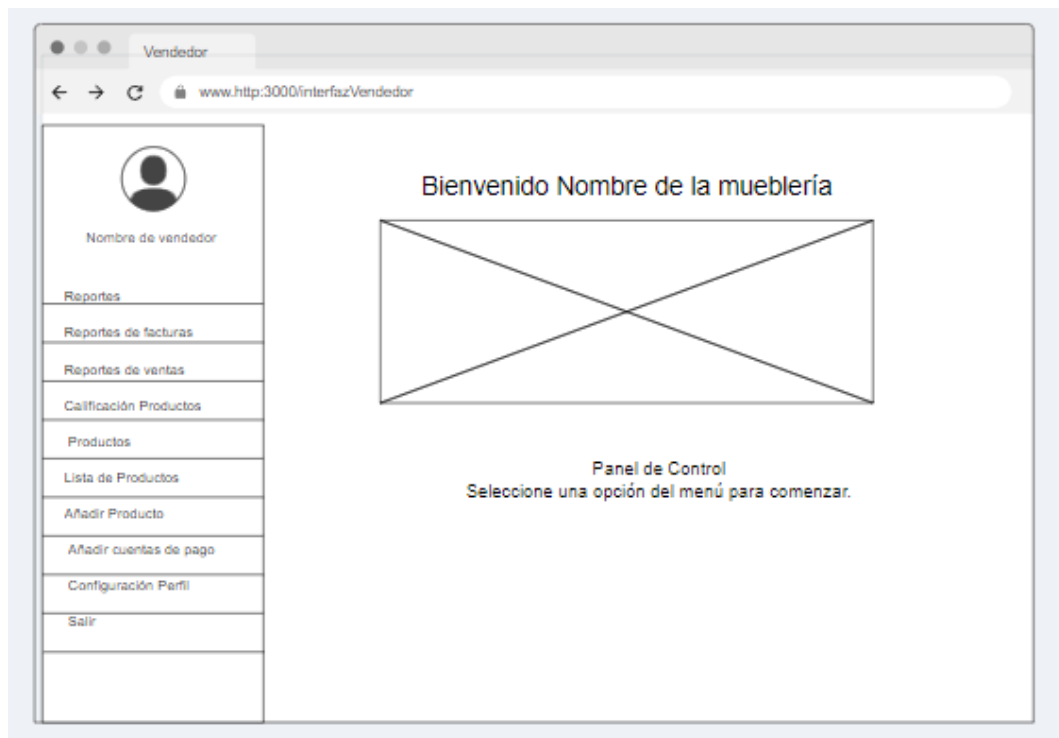 Vendedor
www.http:3000/interfazVendedor
Nombre de vendedor
Reportes
Reportes de facturas
Reportes de ventas
Calificación Productos
Productos
Lista de Productos
Añadir Producto
Añadir cuentas de pago
Configuración Perfil
Salir
Bienvenido Nombre de la mueblería
Panel de Control
Seleccione una opción del menú para comenzar.